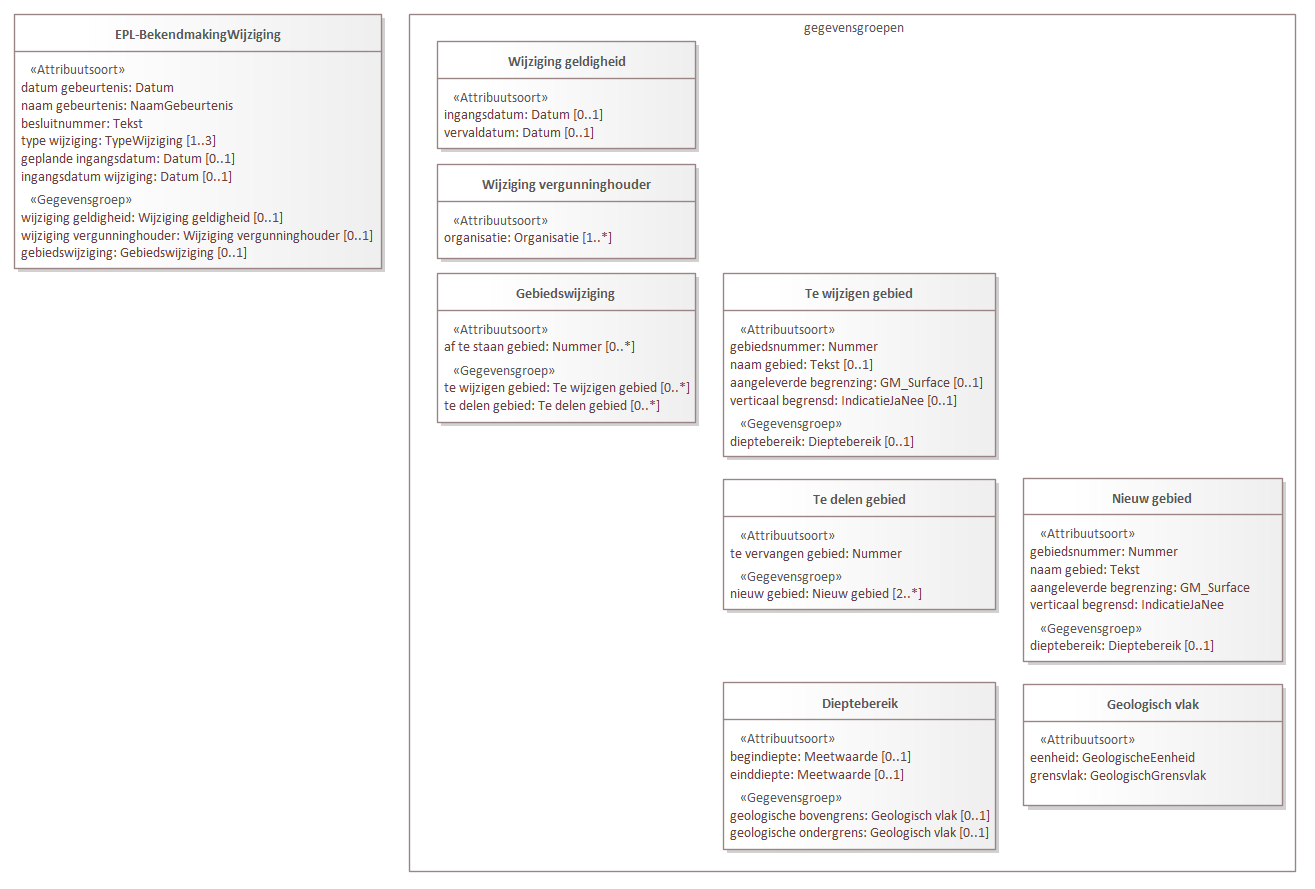 EPL-BekendmakingWijziging
«Attribuutsoort»
datum gebeurtenis: Datum
naam gebeurtenis: NaamGebeurtenis
besluitnummer: Tekst
type wijziging: TypeWijziging [1..3]
geplande ingangsdatum: Datum [0..1]
ingangsdatum wijziging: Datum [0..1]
«Gegevensgroep»
wijziging geldigheid: Wijziging geldigheid [0..1]
wijziging vergunninghouder: Wijziging vergunninghouder [0..1]
gebiedswijziging: Gebiedswijziging [0..1]
gegevensgroepen
Wijziging geldigheid
«Attribuutsoort»
ingangsdatum: Datum [0..1]
vervaldatum: Datum [0..1]
Wijziging vergunninghouder
«Attribuutsoort»
organisatie: Organisatie [1..*]
Gebiedswijziging
«Attribuutsoort»
af te staan gebied: Nummer [0..*]
«Gegevensgroep»
te wijzigen gebied: Te wijzigen gebied [0..*]
te delen gebied: Te delen gebied [0..*]
Te wijzigen gebied
«Attribuutsoort»
gebiedsnummer: Nummer
naam gebied: Tekst [0..1]
aangeleverde begrenzing: GM_Surface [0..1]
verticaal begrensd: IndicatieJaNee [0..1]
«Gegevensgroep»
dieptebereik: Dieptebereik [0..1]
Te delen gebied
«Attribuutsoort»
te vervangen gebied: Nummer
«Gegevensgroep»
nieuw gebied: Nieuw gebied [2..*]
Nieuw gebied
«Attribuutsoort»
gebiedsnummer: Nummer
naam gebied: Tekst
aangeleverde begrenzing: GM_Surface
verticaal begrensd: IndicatieJaNee
«Gegevensgroep»
dieptebereik: Dieptebereik [0..1]
Dieptebereik
«Attribuutsoort»
begindiepte: Meetwaarde [0..1]
einddiepte: Meetwaarde [0..1]
«Gegevensgroep»
geologische bovengrens: Geologisch vlak [0..1]
geologische ondergrens: Geologisch vlak [0..1]
Geologisch vlak
«Attribuutsoort»
eenheid: GeologischeEenheid
grensvlak: GeologischGrensvlak